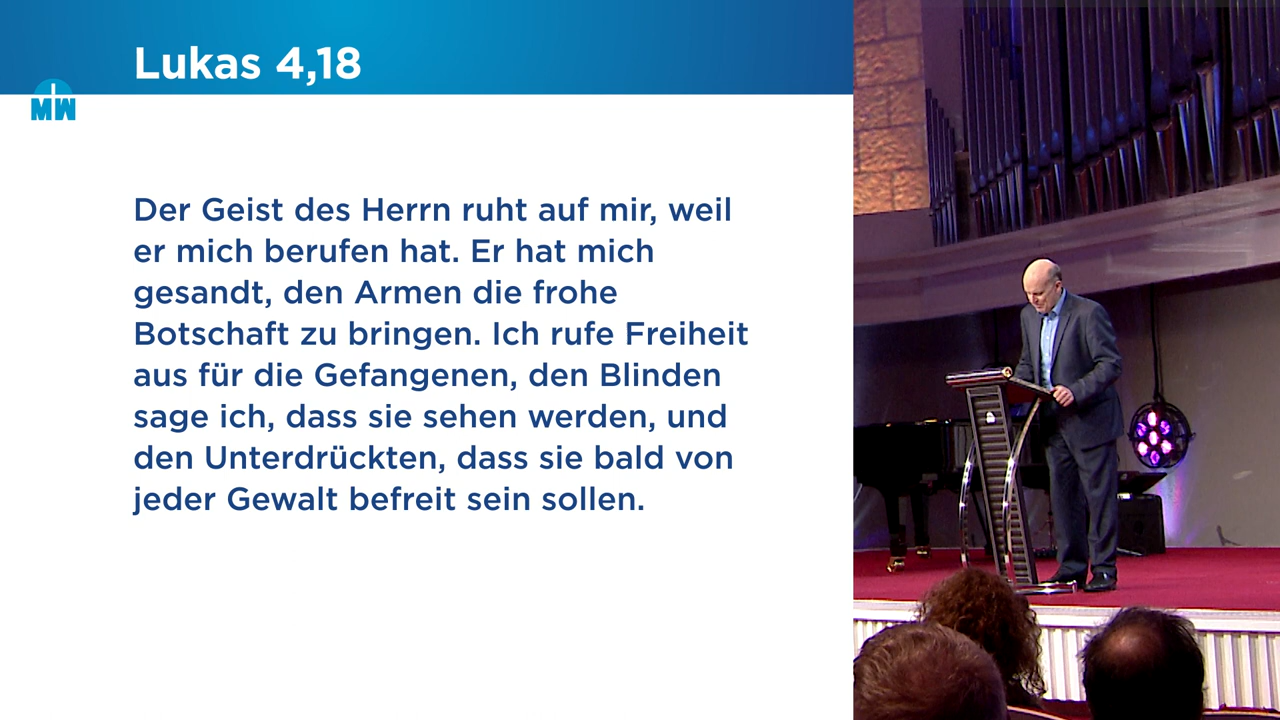 Lukas 4,18
MW
Der Geist des Herrn ruht auf mir, weil
er mich berufen hat. Er hat mich
gesandt, den Armen die frohe
Botschaft zu bringen. Ich rufe Freiheit
aus für die Gefangenen, den Blinden
sage ich, dass sie sehen werden, und
den Unterdrückten, dass sie bald von
jeder Gewalt befreit sein sollen.